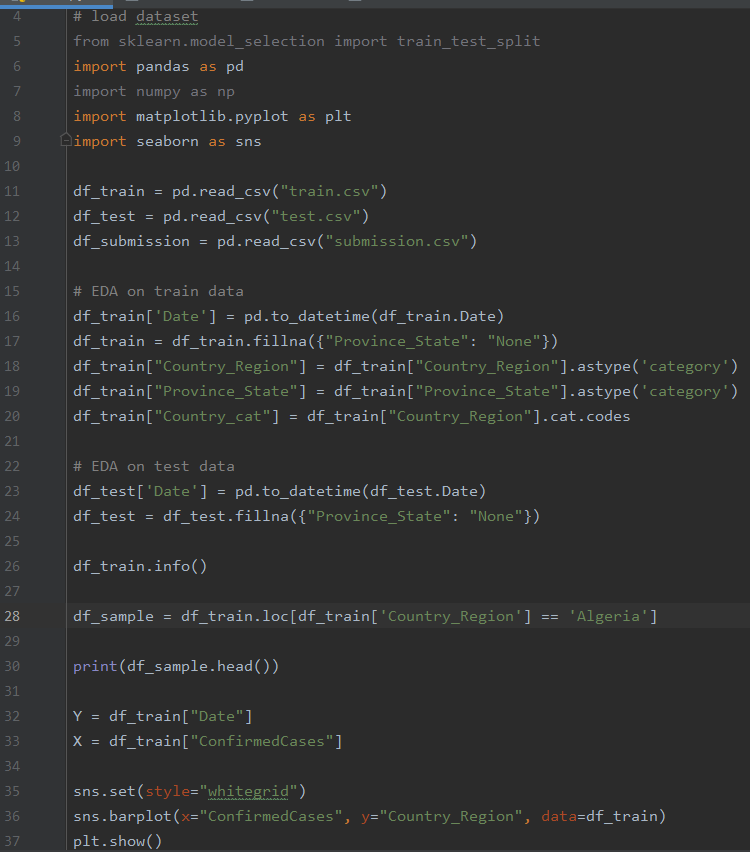 4 # load dataset
5 from sklearn.model_selection import train_test_split
6 import pandas as pd
7 import numpy as np
8 import matplotlib.pyplot as plt
9 import seaborn as sns
10
11 df_train = pd.read_csv("train.csv")
12 df_test = pd.read_csv("test.csv")
13 df_submission = pd.read_csv("submission.csv")
14
15 # EDA on train data
16 df_train['Date'] = pd.to_datetime(df_train.Date)
17 df_train = df_train.fillna({"Province_State": "None"})
18 df_train["Country_Region"] = df_train["Country_Region"].astype('category')
19 df_train["Province_State"] = df_train["Province_State"].astype('category')
20 df_train["Country_cat"] = df_train["Country_Region"].cat.codes
21
22 # EDA on test data
23 df_test['Date'] = pd.to_datetime(df_test.Date)
24 df_test = df_test.fillna({"Province_State": "None"})
25
26 df_train.info()
27
28 df_sample = df_train.loc[df_train['Country_Region'] == 'Algeria']
29
30 print(df_sample.head())
31
32 Y = df_train["Date"]
33 X = df_train["ConfirmedCases"]
34
35 sns.set(style="whitegrid")
36 sns.barplot(x="ConfirmedCases", y="Country_Region", data=df_train)
37 plt.show()